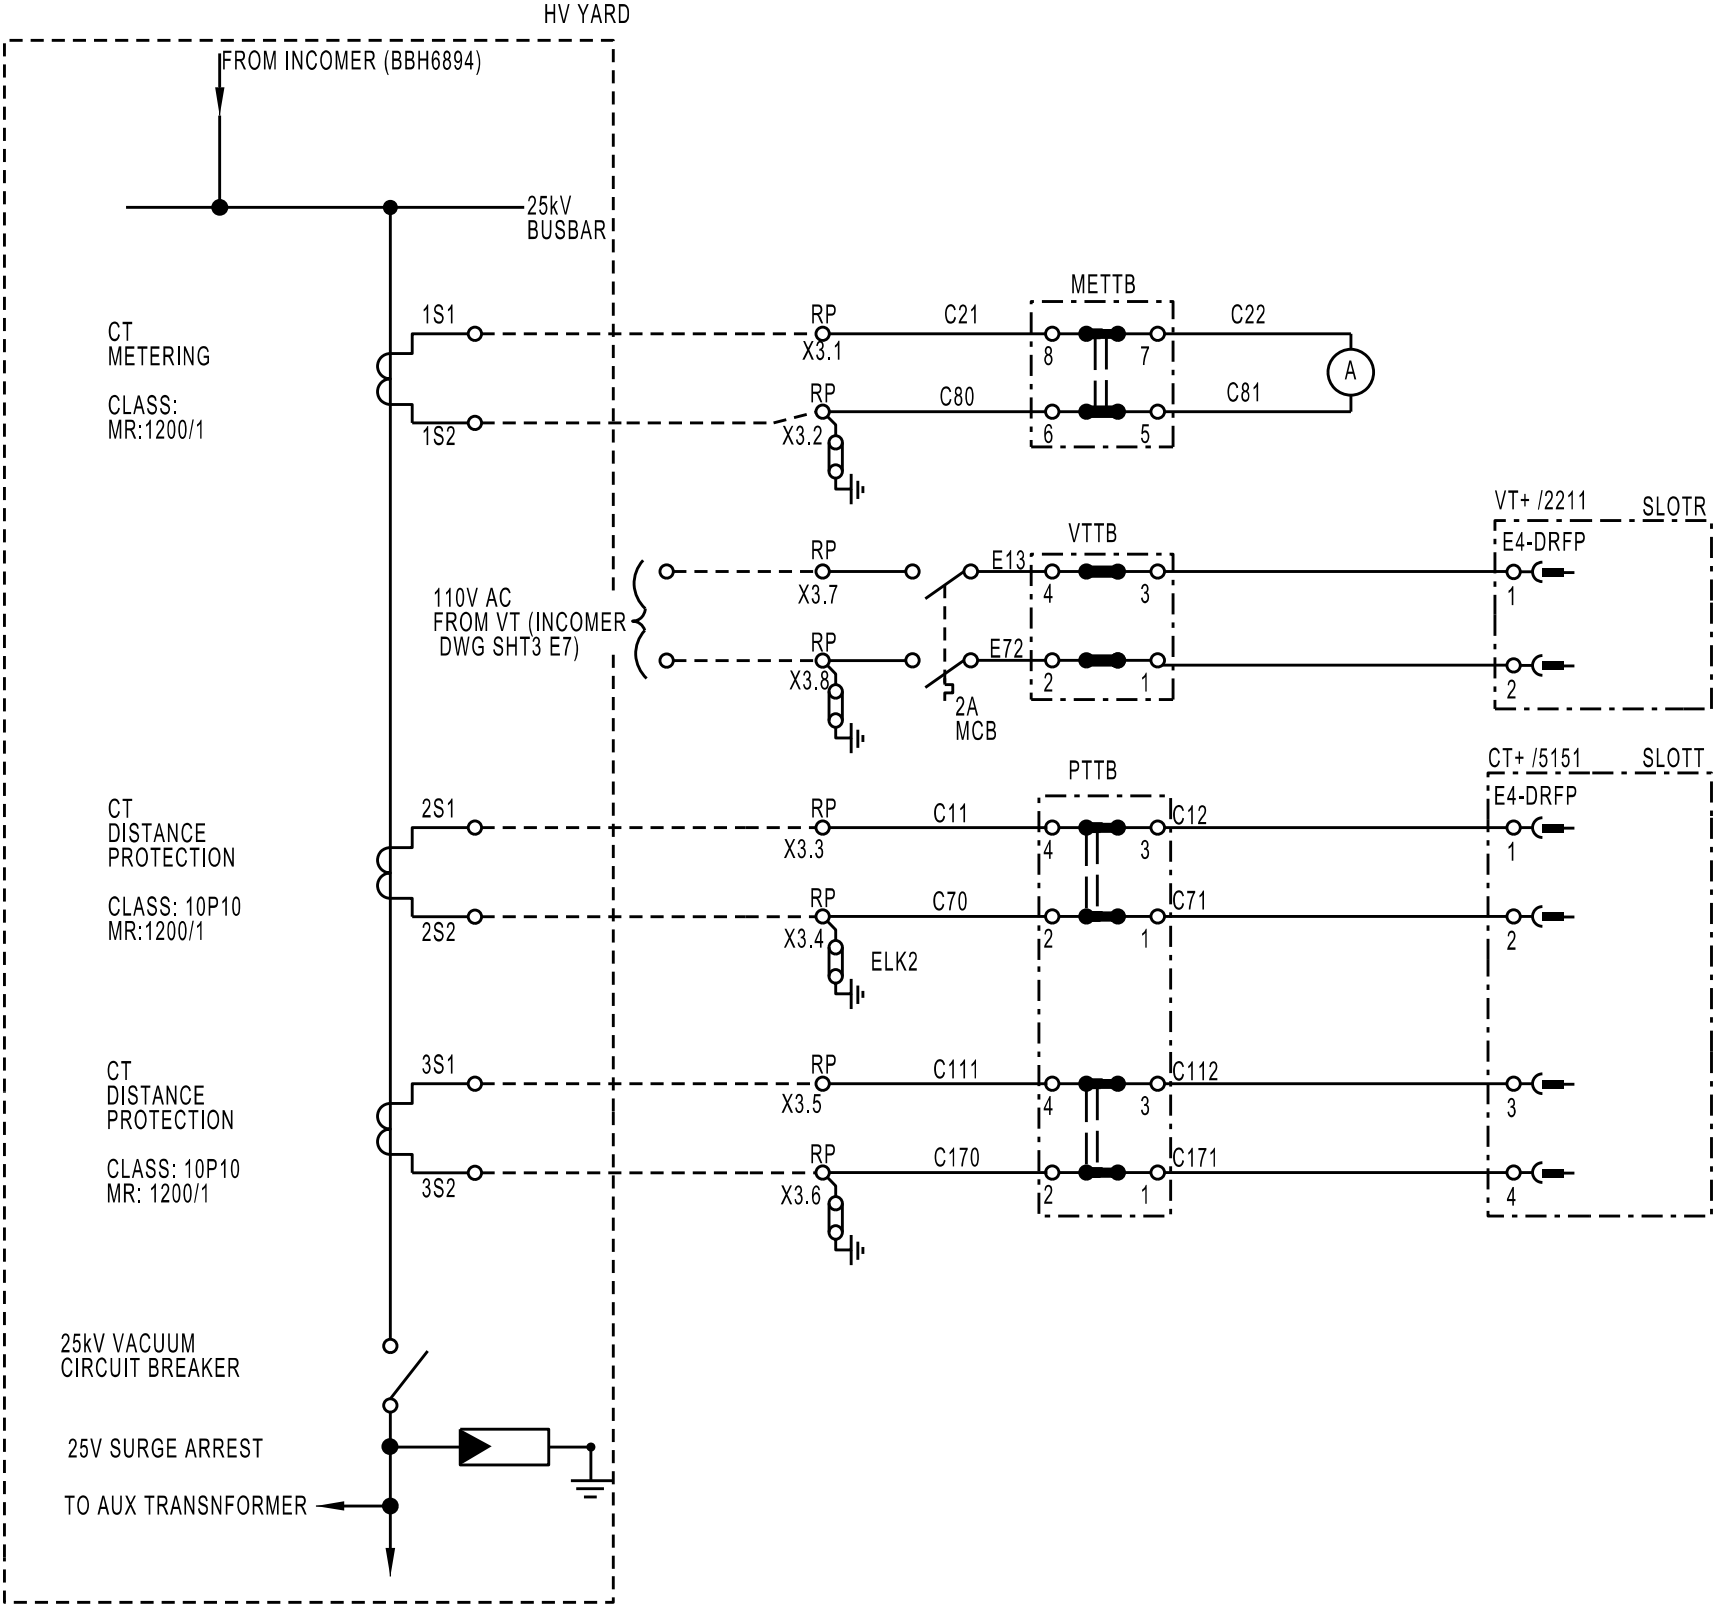 HV YARD
FROM INCOMER (BBH6894)
25kV
BUSBAR
CT
METERING
CLASS:
MR:1200/1
1S1
1S2
RP
X3.1
RP
X3.2
C21
C80
METTB
8
7
6
5
C22
C81
A
110V AC
FROM VT (INCOMER
DWG SHT3 E7)
RP
X3.7
RP
X3.8
E13
E72
2A
MCB
VTTB
4
3
2
1
VT+ /2211
SLOTR
E4-DRFP
1
2
CT
DISTANCE
PROTECTION
CLASS: 10P10
MR:1200/1
2S1
2S2
RP
X3.3
RP
X3.4
ELK2
C11
C70
PTTB
4
3
2
1
C12
C71
CT+ /5151
SLOTT
E4-DRFP
1
2
CT
DISTANCE
PROTECTION
CLASS: 10P10
MR: 1200/1
3S1
3S2
RP
X3.5
RP
X3.6
C111
C170
4
3
2
1
C112
C171
3
4
25kV VACUUM
CIRCUIT BREAKER
25V SURGE ARREST
TO AUX TRANSNFORMER